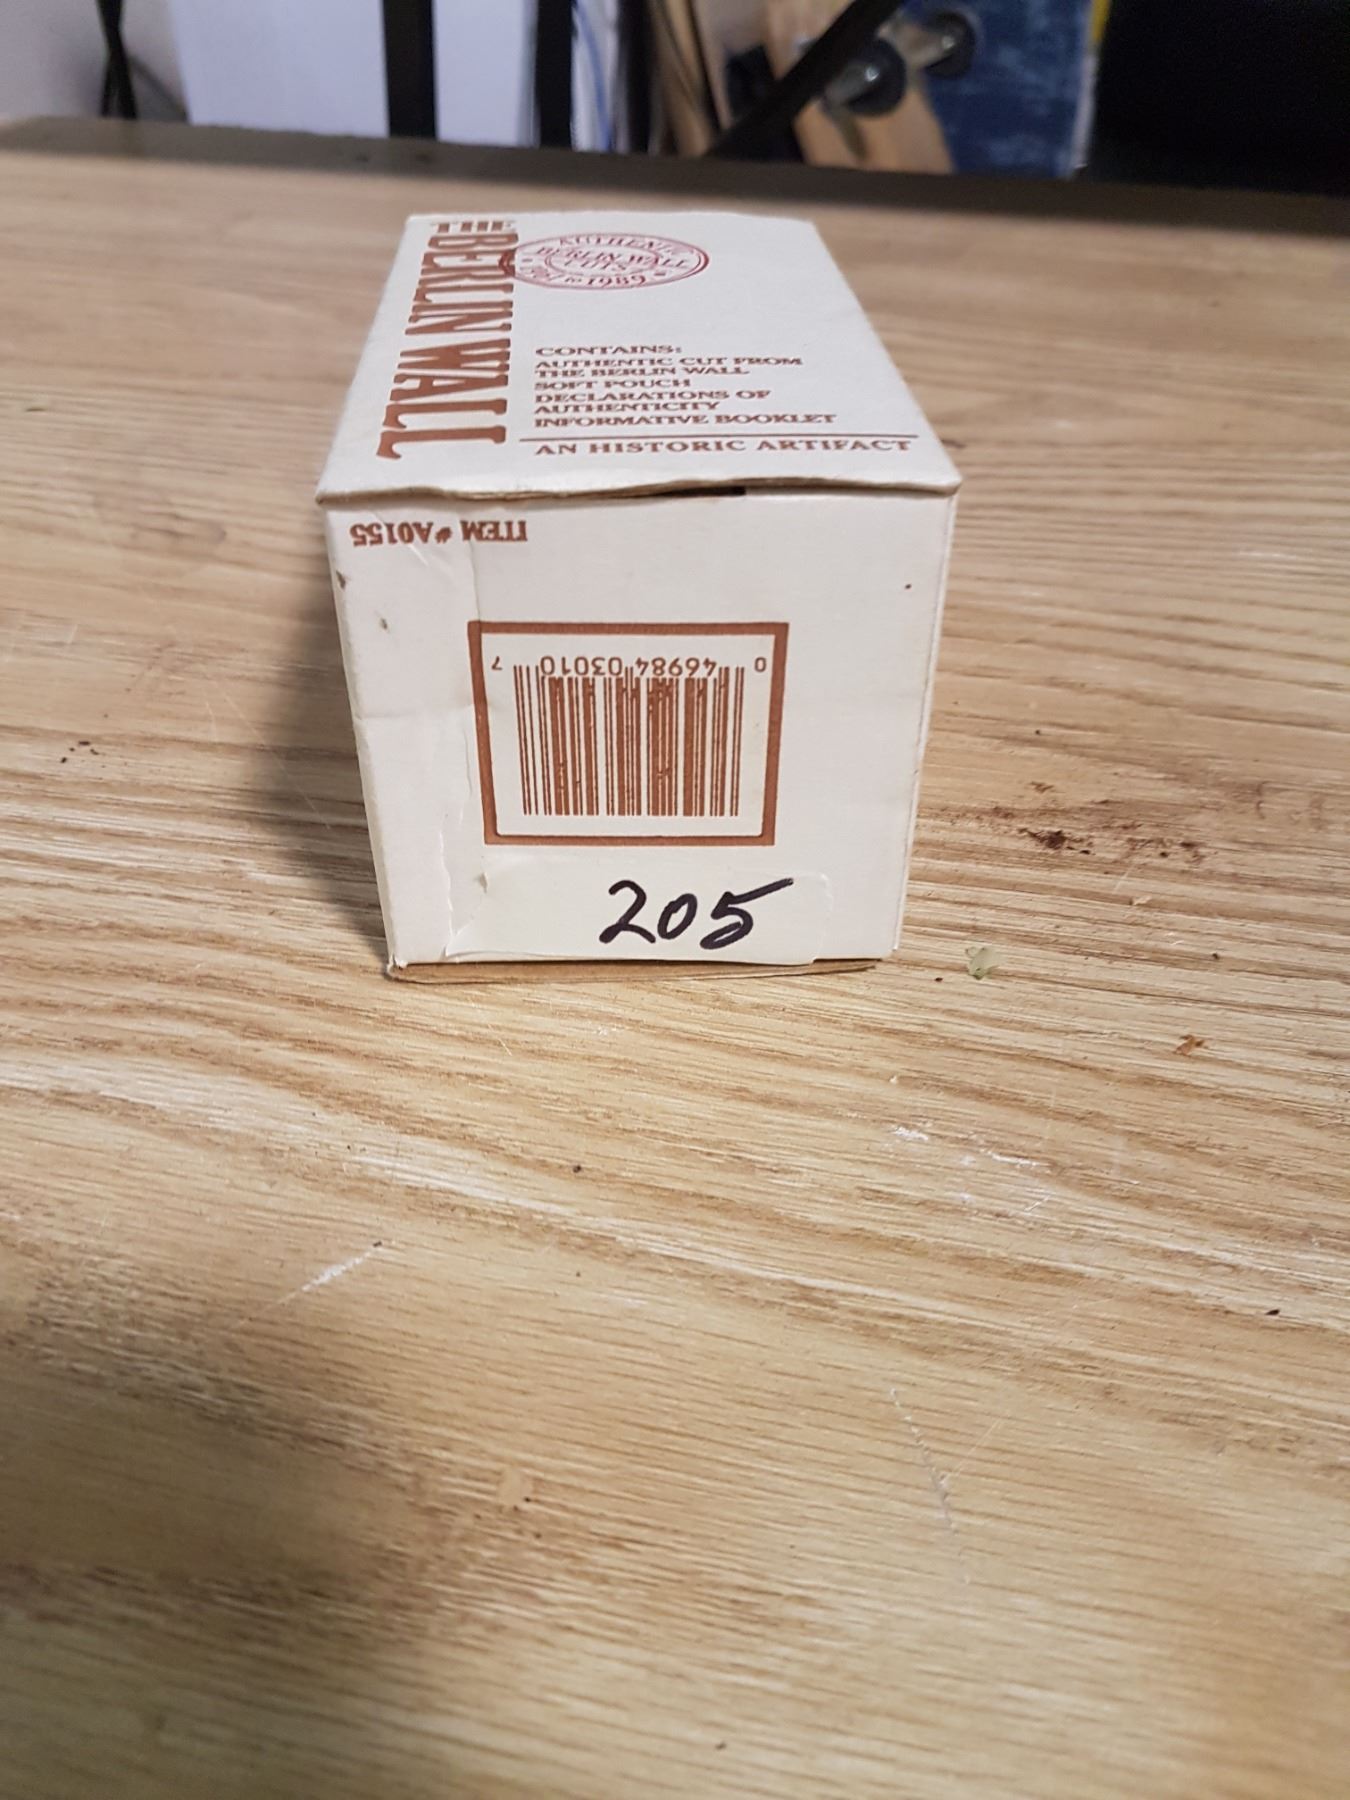 THE
BERLIN WALL
AUTHENTIC
BERLIN WALL
CUTS
1961 to 1989
CONTAINS:
AUTHENTIC CUT FROM
THE BERLIN WALL
SOFT POUCH
DECLARATIONS OF
AUTHENTICITY
INFORMATIVE BOOKLET
AN HISTORIC ARTIFACT
ITEM #A0155
0 46984 03010 7
205